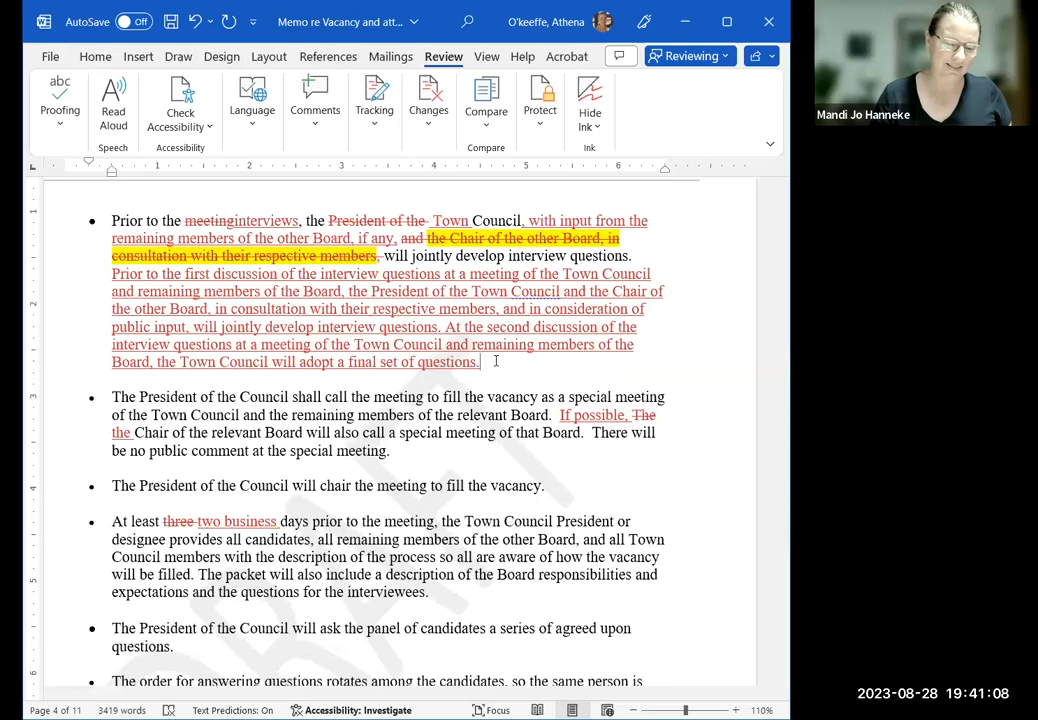 AutoSave Off Memo re Vacancy and att... O'keeffe, Athena
File Home Insert Draw Design Layout References Mailings Review View Help Acrobat Reviewing
Proofing
Read Aloud
Check Accessibility
Language
Comments
Tracking
Changes
Compare
Protect
Hide Ink
Speech Accessibility Compare Ink
Mandi Jo Hanneke
1 2 3 4 5 6
Prior to the meetinginterviews, the President of the Town Council, with input from the
remaining members of the other Board, if any, and the Chair of the other Board, in
consultation with their respective members, will jointly develop interview questions.
Prior to the first discussion of the interview questions at a meeting of the Town Council
and remaining members of the Board, the President of the Town Council and the Chair of
the other Board, in consultation with their respective members, and in consideration of
public input, will jointly develop interview questions. At the second discussion of the
interview questions at a meeting of the Town Council and remaining members of the
Board, the Town Council will adopt a final set of questions.
The President of the Council shall call the meeting to fill the vacancy as a special meeting
of the Town Council and the remaining members of the relevant Board. If possible, The
the Chair of the relevant Board will also call a special meeting of that Board. There will
be no public comment at the special meeting.
The President of the Council will chair the meeting to fill the vacancy.
At least three two business days prior to the meeting, the Town Council President or
designee provides all candidates, all remaining members of the other Board, and all Town
Council members with the description of the process so all are aware of how the vacancy
will be filled. The packet will also include a description of the Board responsibilities and
expectations and the questions for the interviewees.
The President of the Council will ask the panel of candidates a series of agreed upon
questions.
The order for answering questions rotates among the candidates, so the same person is
DRAFT
Page 4 of 11 3419 words Text Predictions: On Accessibility: Investigate Focus 110%
2023-08-28 19:41:08